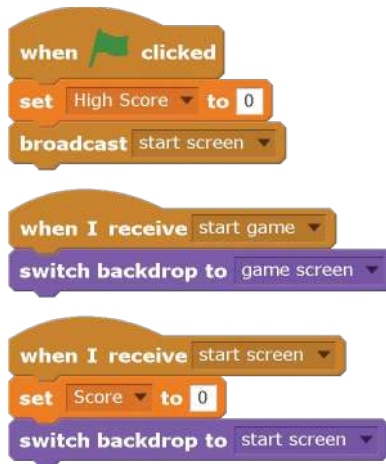 when clicked
set High Score to 0
broadcast start screen
when I receive start game
switch backdrop to game screen
when I receive start screen
set Score to 0
switch backdrop to start screen